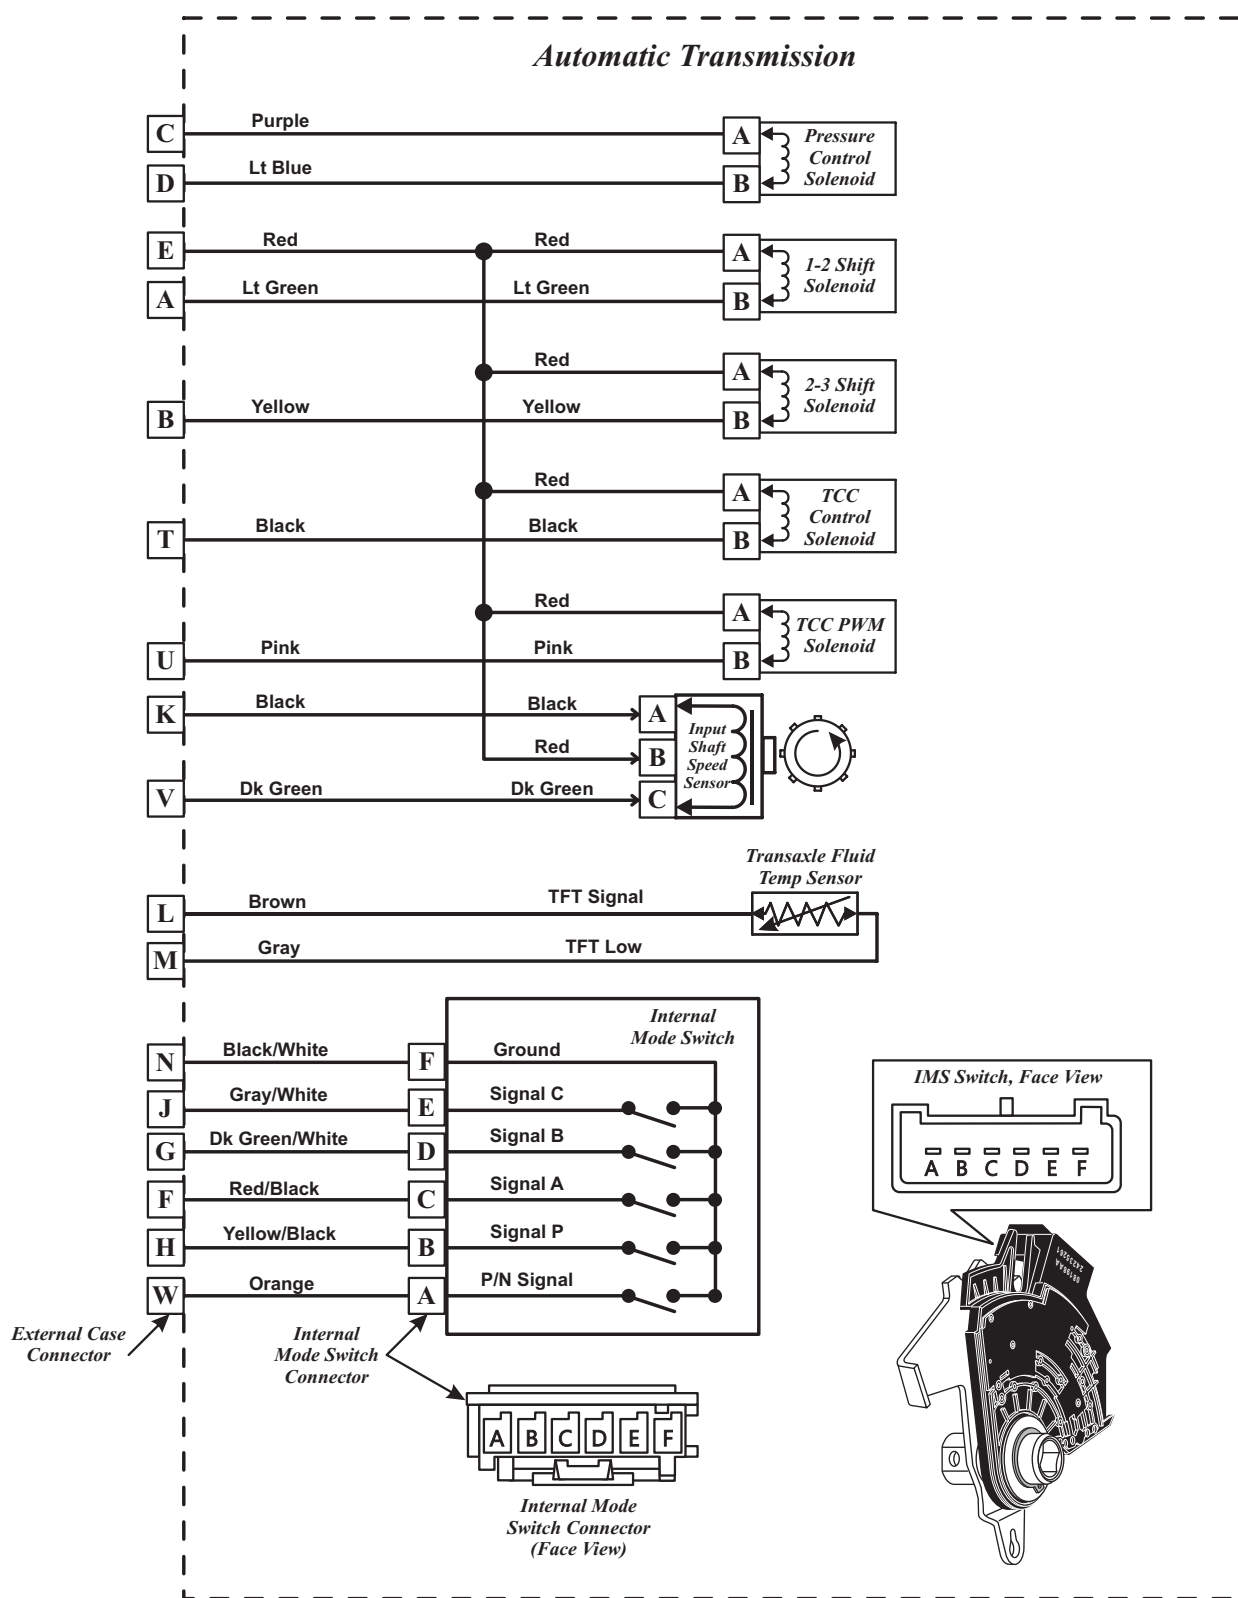 Automatic Transmission
C Purple A
Pressure
Control
Solenoid
D Lt Blue B
E Red Red A
1-2 Shift
Solenoid
A Lt Green Lt Green B
Red A
2-3 Shift
Solenoid
B Yellow Yellow B
Red A
TCC
Control
Solenoid
T Black Black B
Red A
TCC PWM
Solenoid
U Pink Pink B
K Black Black A
Red B
V Dk Green Dk Green C
Input
Shaft
Speed
Sensor
Transaxle Fluid
Temp Sensor
L Brown TFT Signal
M Gray TFT Low
Internal
Mode Switch
N Black/White F Ground
J Gray/White E Signal C
G Dk Green/White D Signal B
F Red/Black C Signal A
H Yellow/Black B Signal P
W Orange A P/N Signal
External Case
Connector
Internal
Mode Switch
Connector
A B C D E F
Internal Mode
Switch Connector
(Face View)
IMS Switch, Face View
A B C D E F
24235261